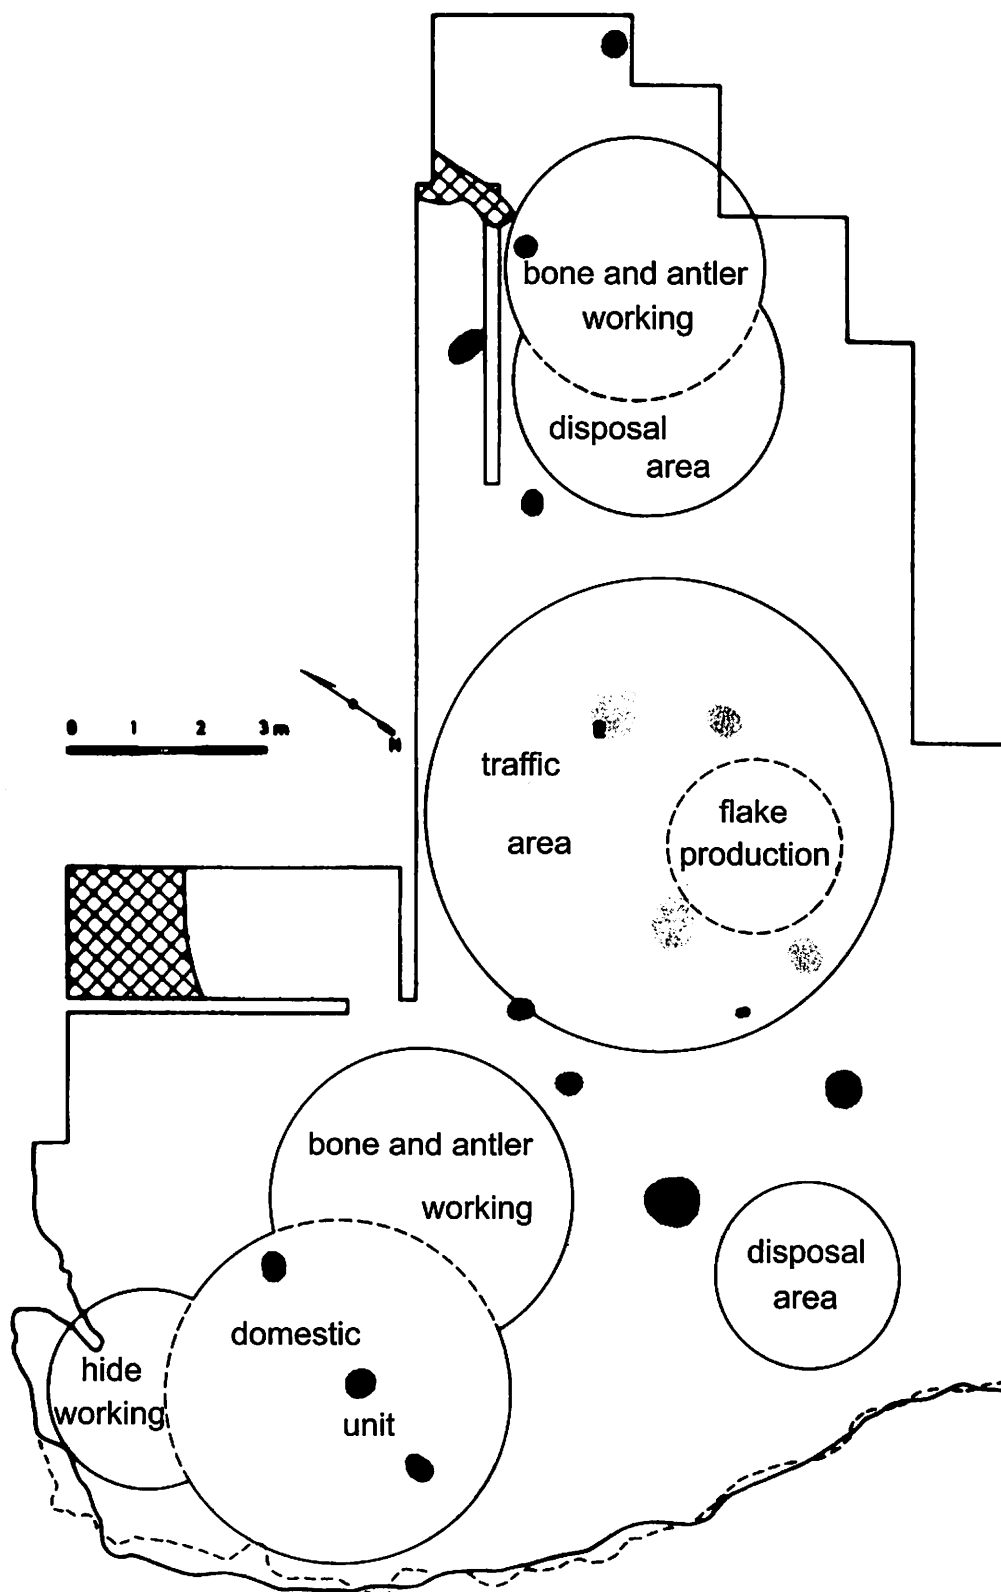 bone and antler
working
disposal
area
0 1 2 3 m
N
traffic
area
flake
production
bone and antler
working
disposal
area
domestic
unit
hide
working